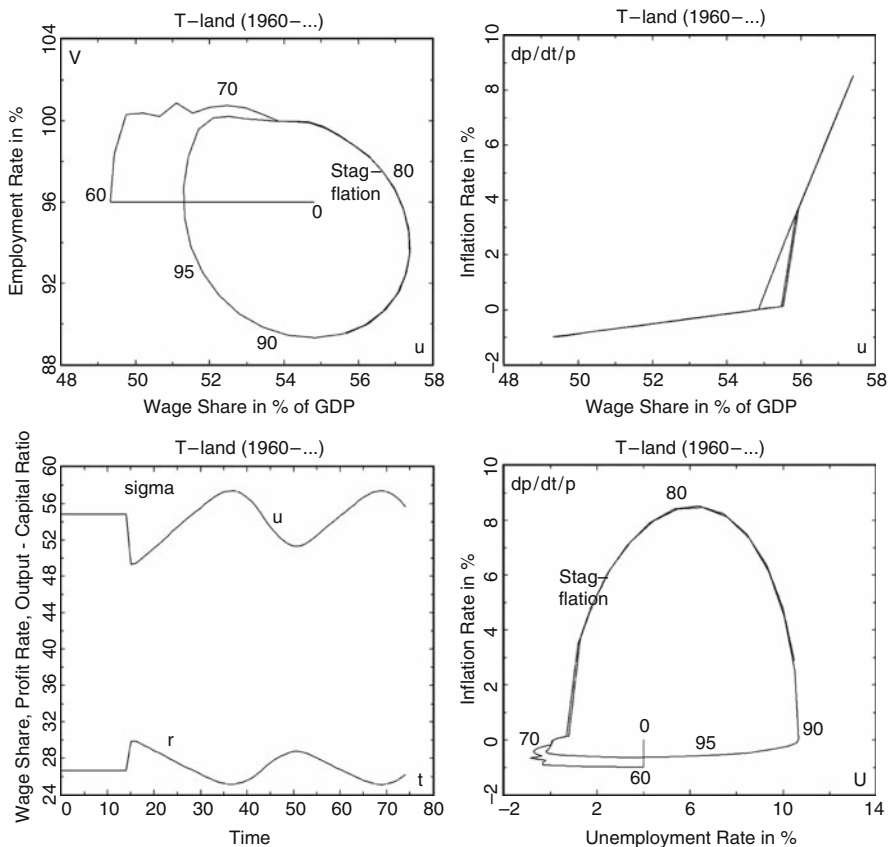 T–land (1960–...)
V
Employment Rate in %
104
100
96
92
88
70
60
80
Stag–
flation
0
95
90
u
48 50 52 54 56 58
Wage Share in % of GDP
T–land (1960–...)
dp/dt/p
Inflation Rate in %
10
8
6
4
2
0
−2
u
48 50 52 54 56 58
Wage Share in % of GDP
T–land (1960–...)
Wage Share, Profit Rate, Output - Capital Ratio
60
56
52
48
44
40
36
32
28
24
sigma
u
r
t
0 10 20 30 40 50 60 70 80
Time
T–land (1960–...)
dp/dt/p
Inflation Rate in %
10
8
6
4
2
0
−2
80
Stag–
flation
0
70
95
90
60
U
−2 2 6 10 14
Unemployment Rate in %